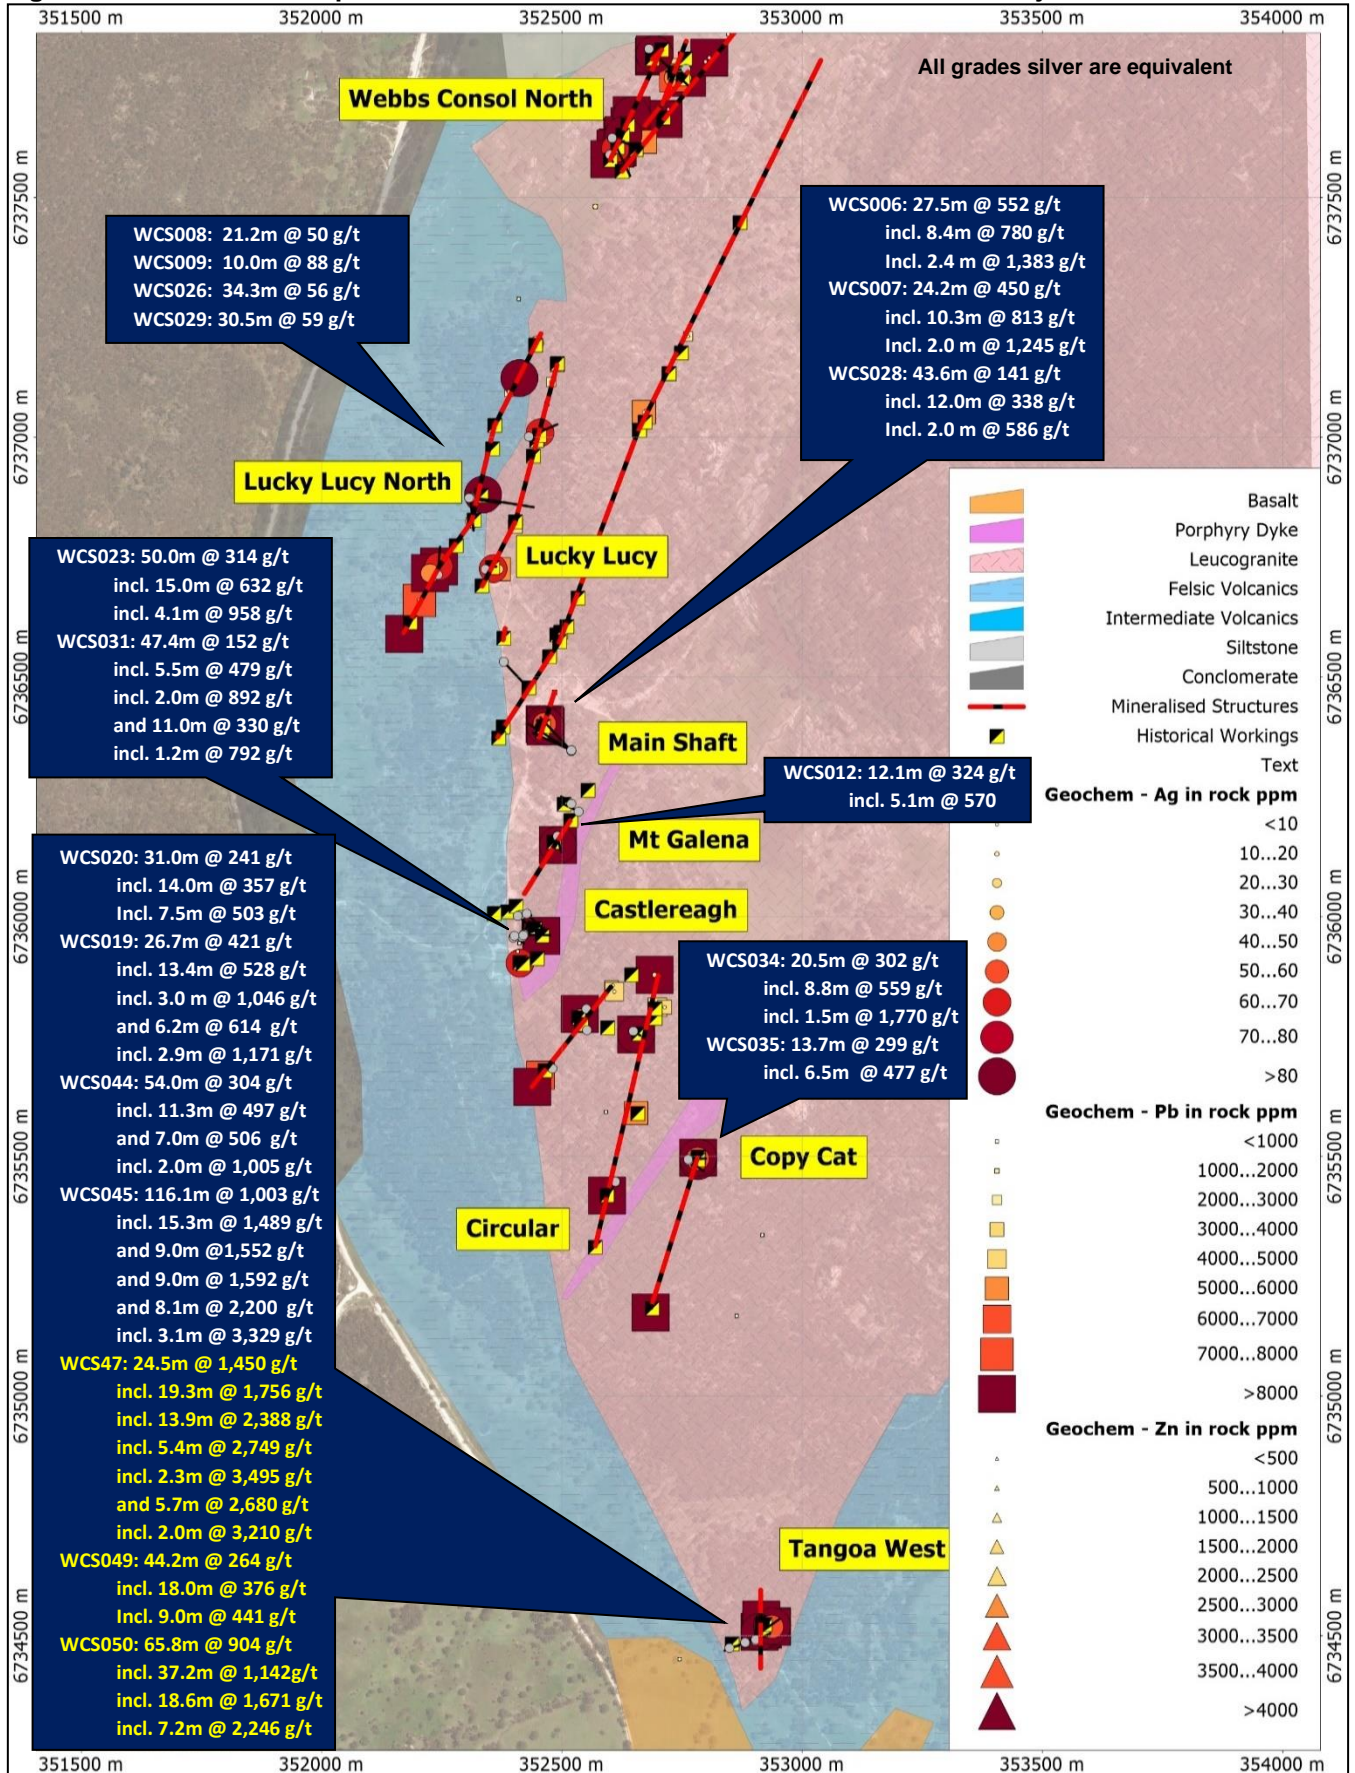 351500 m
352000 m
352500 m
353000 m
353500 m
354000 m
All grades silver are equivalent
Webbs Consol North
6737500 m
6737500 m
WCS008: 21.2m @ 50 g/t
WCS009: 10.0m @ 88 g/t
WCS026: 34.3m @ 56 g/t
WCS029: 30.5m @ 59 g/t
WCS006: 27.5m @ 552 g/t
incl. 8.4m @ 780 g/t
Incl. 2.4 m @ 1,383 g/t
WCS007: 24.2m @ 450 g/t
incl. 10.3m @ 813 g/t
Incl. 2.0 m @ 1,245 g/t
WCS028: 43.6m @ 141 g/t
incl. 12.0m @ 338 g/t
Incl. 2.0 m @ 586 g/t
6737000 m
6737000 m
Lucky Lucy North
Lucky Lucy
WCS023: 50.0m @ 314 g/t
incl. 15.0m @ 632 g/t
incl. 4.1m @ 958 g/t
WCS031: 47.4m @ 152 g/t
incl. 5.5m @ 479 g/t
incl. 2.0m @ 892 g/t
and 11.0m @ 330 g/t
incl. 1.2m @ 792 g/t
6736500 m
6736500 m
Main Shaft
WCS012: 12.1m @ 324 g/t
incl. 5.1m @ 570
Mt Galena
Castlereagh
6736000 m
6736000 m
WCS034: 20.5m @ 302 g/t
incl. 8.8m @ 559 g/t
incl. 1.5m @ 1,770 g/t
WCS035: 13.7m @ 299 g/t
incl. 6.5m @ 477 g/t
Copy Cat
Circular
6735500 m
6735500 m
WCS020: 31.0m @ 241 g/t
incl. 14.0m @ 357 g/t
Incl. 7.5m @ 503 g/t
WCS019: 26.7m @ 421 g/t
incl. 13.4m @ 528 g/t
incl. 3.0 m @ 1,046 g/t
and 6.2m @ 614 g/t
incl. 2.9m @ 1,171 g/t
WCS044: 54.0m @ 304 g/t
incl. 11.3m @ 497 g/t
and 7.0m @ 506 g/t
incl. 2.0m @ 1,005 g/t
WCS045: 116.1m @ 1,003 g/t
incl. 15.3m @ 1,489 g/t
and 9.0m @1,552 g/t
and 9.0m @ 1,592 g/t
and 8.1m @ 2,200 g/t
incl. 3.1m @ 3,329 g/t
WCS47: 24.5m @ 1,450 g/t
incl. 19.3m @ 1,756 g/t
incl. 13.9m @ 2,388 g/t
incl. 5.4m @ 2,749 g/t
incl. 2.3m @ 3,495 g/t
and 5.7m @ 2,680 g/t
incl. 2.0m @ 3,210 g/t
WCS049: 44.2m @ 264 g/t
incl. 18.0m @ 376 g/t
Incl. 9.0m @ 441 g/t
WCS050: 65.8m @ 904 g/t
incl. 37.2m @ 1,142g/t
incl. 18.6m @ 1,671 g/t
incl. 7.2m @ 2,246 g/t
6735000 m
6735000 m
Tangoa West
6734500 m
6734500 m
Basalt
Porphyry Dyke
Leucogranite
Felsic Volcanics
Intermediate Volcanics
Siltstone
Conclomerate
Mineralised Structures
Historical Workings
Text
Geochem - Ag in rock ppm
<10
10...20
20...30
30...40
40...50
50...60
60...70
70...80
>80
Geochem - Pb in rock ppm
<1000
1000...2000
2000...3000
3000...4000
4000...5000
5000...6000
6000...7000
7000...8000
>8000
Geochem - Zn in rock ppm
<500
500...1000
1000...1500
1500...2000
2000...2500
2500...3000
3000...3500
3500...4000
>4000
351500 m
352000 m
352500 m
353000 m
353500 m
354000 m